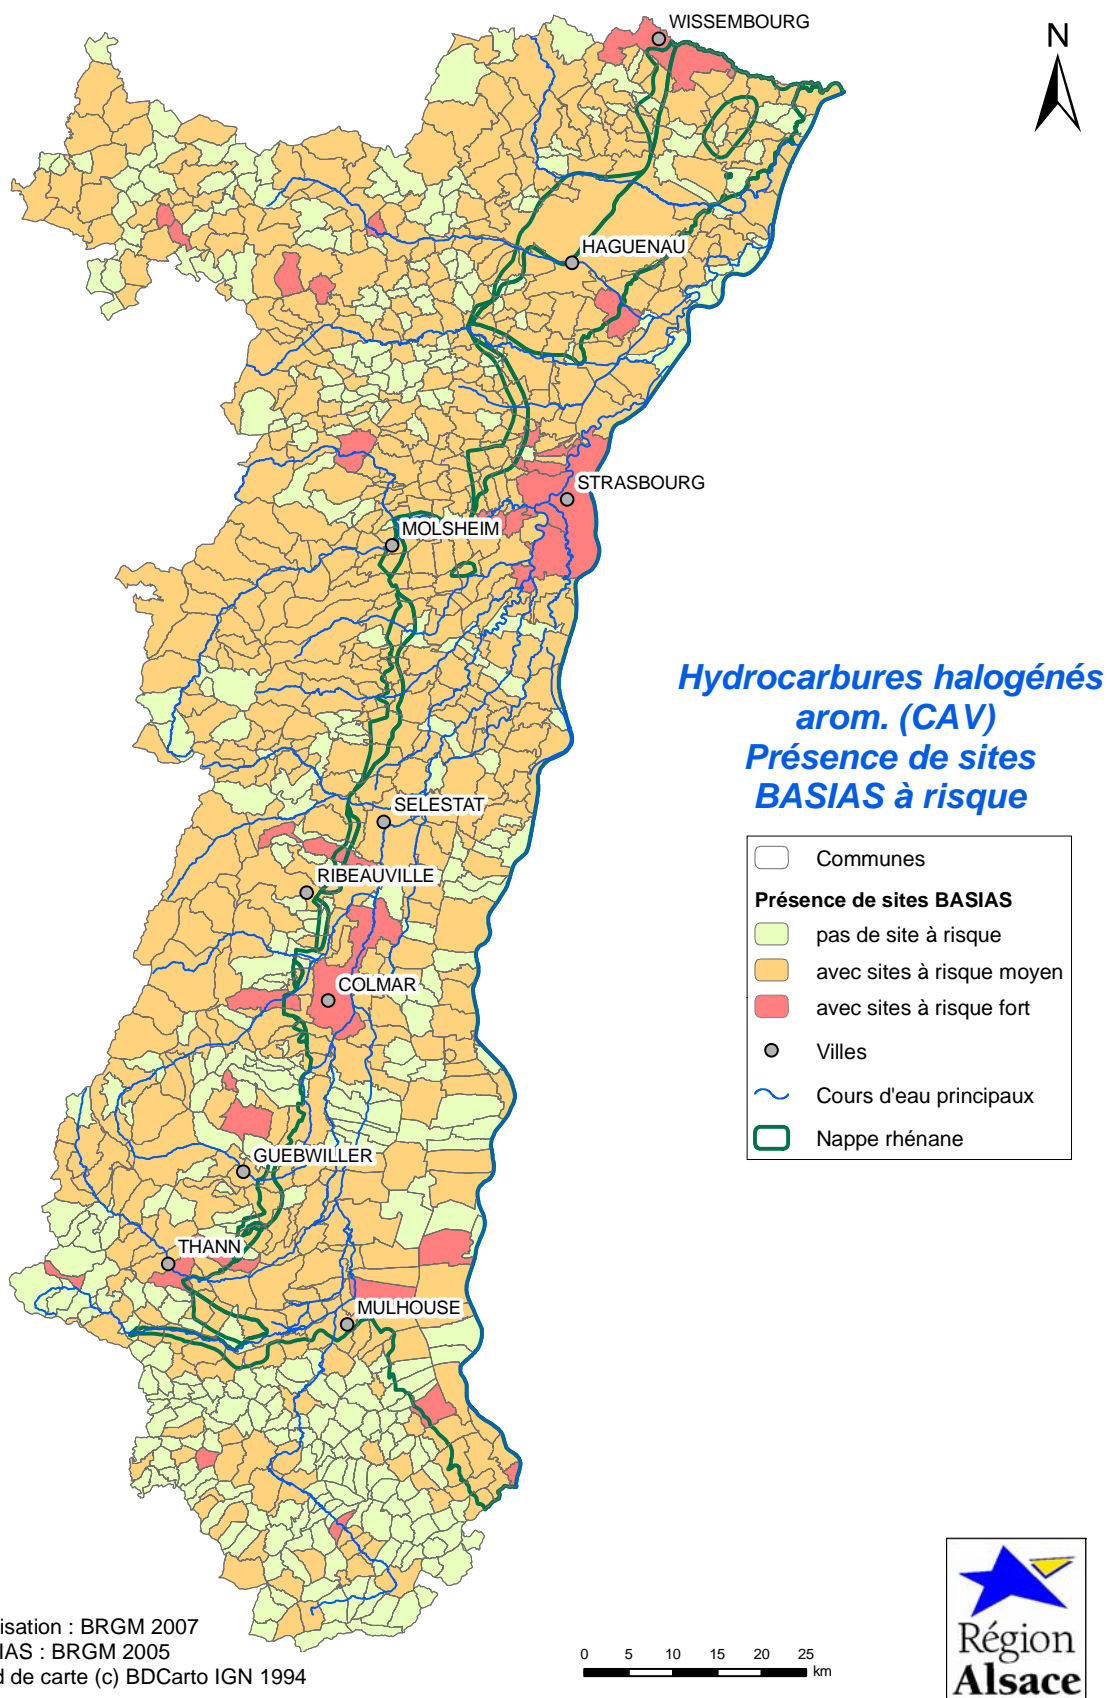 WISSEMBOURG
N
HAGUENAU
STRASBOURG
MOLSHEIM
Hydrocarbures halogénés
arom. (CAV)
Présence de sites
BASIAS à risque
SELESTAT
Communes
RIBEAUVILLE
Présence de sites BASIAS
pas de site à risque
avec sites à risque moyen
COLMAR
avec sites à risque fort
Villes
Cours d'eau principaux
Nappe rhénane
GUEBWILLER
THANN
MULHOUSE
isation : BRGM 2007
IAS : BRGM 2005
d de carte (c) BDCarto IGN 1994
0 5 10 15 20 25
km
Région
Alsace